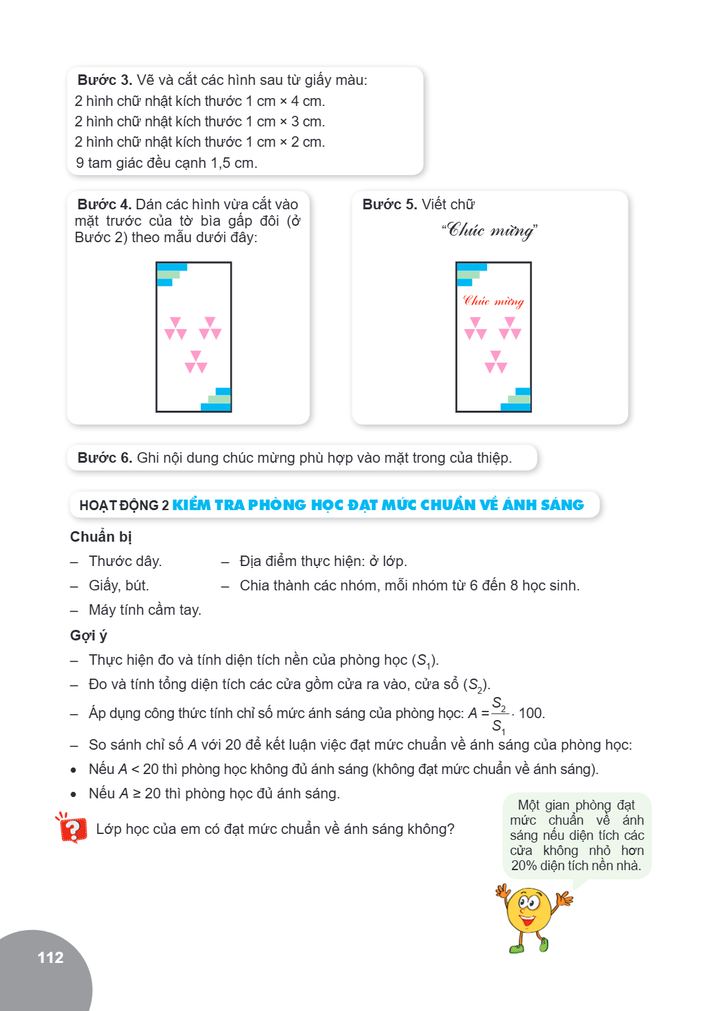 Bước 3. Vẽ và cắt các hình sau từ giấy màu:
2 hình chữ nhật kích thước 1 cm × 4 cm.
2 hình chữ nhật kích thước 1 cm × 3 cm.
2 hình chữ nhật kích thước 1 cm × 2 cm.
9 tam giác đều cạnh 1,5 cm.
Bước 4. Dán các hình vừa cắt vào
mặt trước của tờ bìa gấp đôi (ở
Bước 2) theo mẫu dưới đây:
Bước 5. Viết chữ
“Chúc mừng”
Chúc mừng
Bước 6. Ghi nội dung chúc mừng phù hợp vào mặt trong của thiệp.
HOẠT ĐỘNG 2 KIỂM TRA PHÒNG HỌC ĐẠT MỨC CHUẨN VỀ ÁNH SÁNG
Chuẩn bị
– Thước dây. – Địa điểm thực hiện: ở lớp.
– Giấy, bút. – Chia thành các nhóm, mỗi nhóm từ 6 đến 8 học sinh.
– Máy tính cầm tay.
Gợi ý
– Thực hiện đo và tính diện tích nền của phòng học (S₁).
– Đo và tính tổng diện tích các cửa gồm cửa ra vào, cửa sổ (S₂).
– Áp dụng công thức tính chỉ số mức ánh sáng của phòng học: A = S₂/S₁ · 100.
– So sánh chỉ số A với 20 để kết luận việc đạt mức chuẩn về ánh sáng của phòng học:
• Nếu A < 20 thì phòng học không đủ ánh sáng (không đạt mức chuẩn về ánh sáng).
• Nếu A ≥ 20 thì phòng học đủ ánh sáng.
? Lớp học của em có đạt mức chuẩn về ánh sáng không?
Một gian phòng đạt
mức chuẩn về ánh
sáng nếu diện tích các
cửa không nhỏ hơn
20% diện tích nền nhà.
112